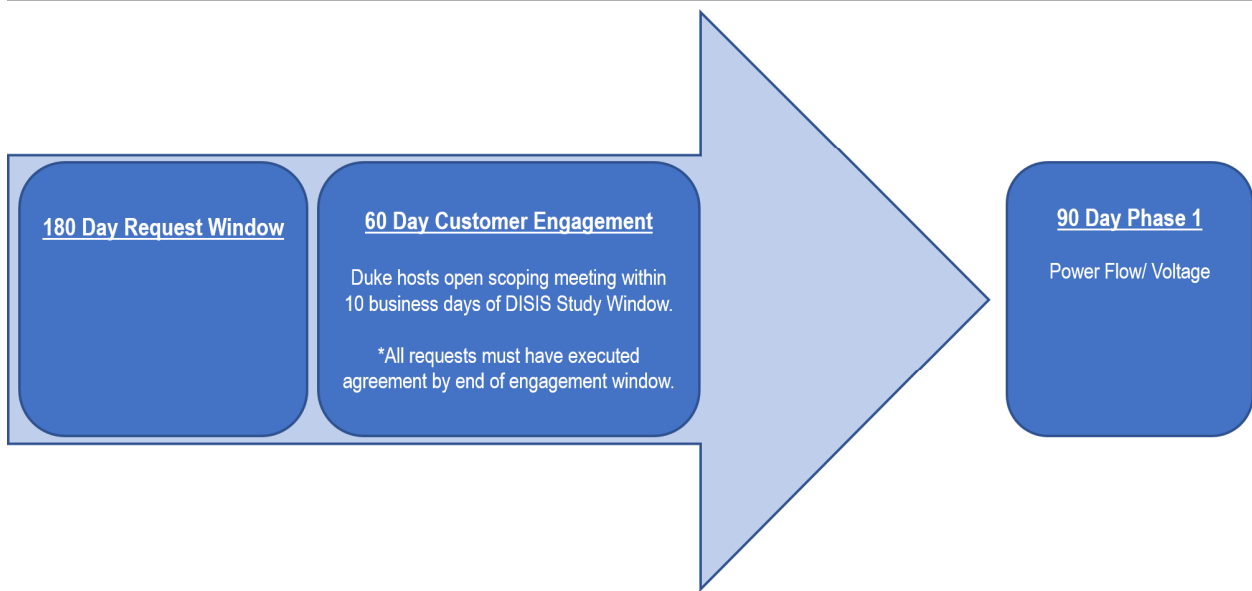 180 Day Request Window
60 Day Customer Engagement
Duke hosts open scoping meeting within
10 business days of DISIS Study Window.
*All requests must have executed
agreement by end of engagement window.
90 Day Phase 1
Power Flow/ Voltage